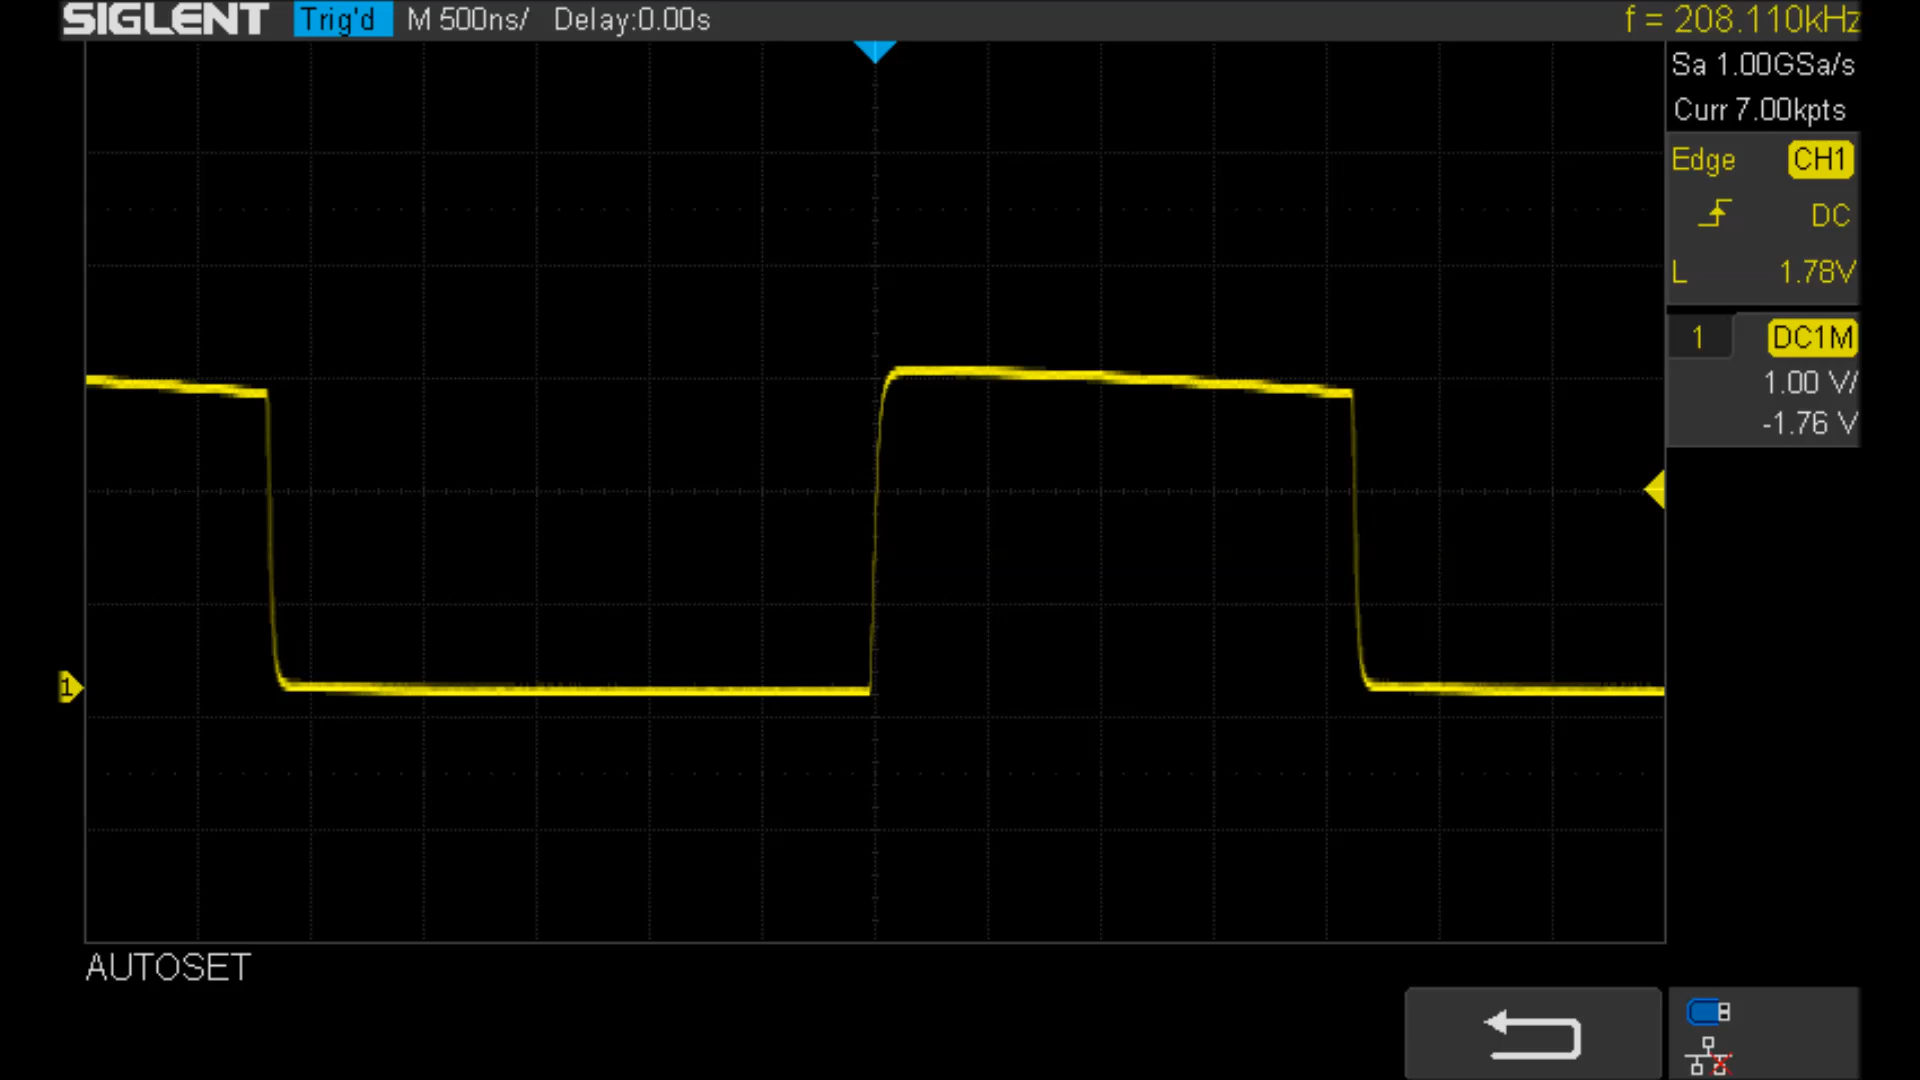 SIGLENT Trig'd M 500ns/ Delay:0.00s f = 208.110kHz
Sa 1.00GSa/s
Curr 7.00kpts
Edge CH1
DC
L 1.78V
1 DC1M
1.00 V/
-1.76 V
1
AUTOSET